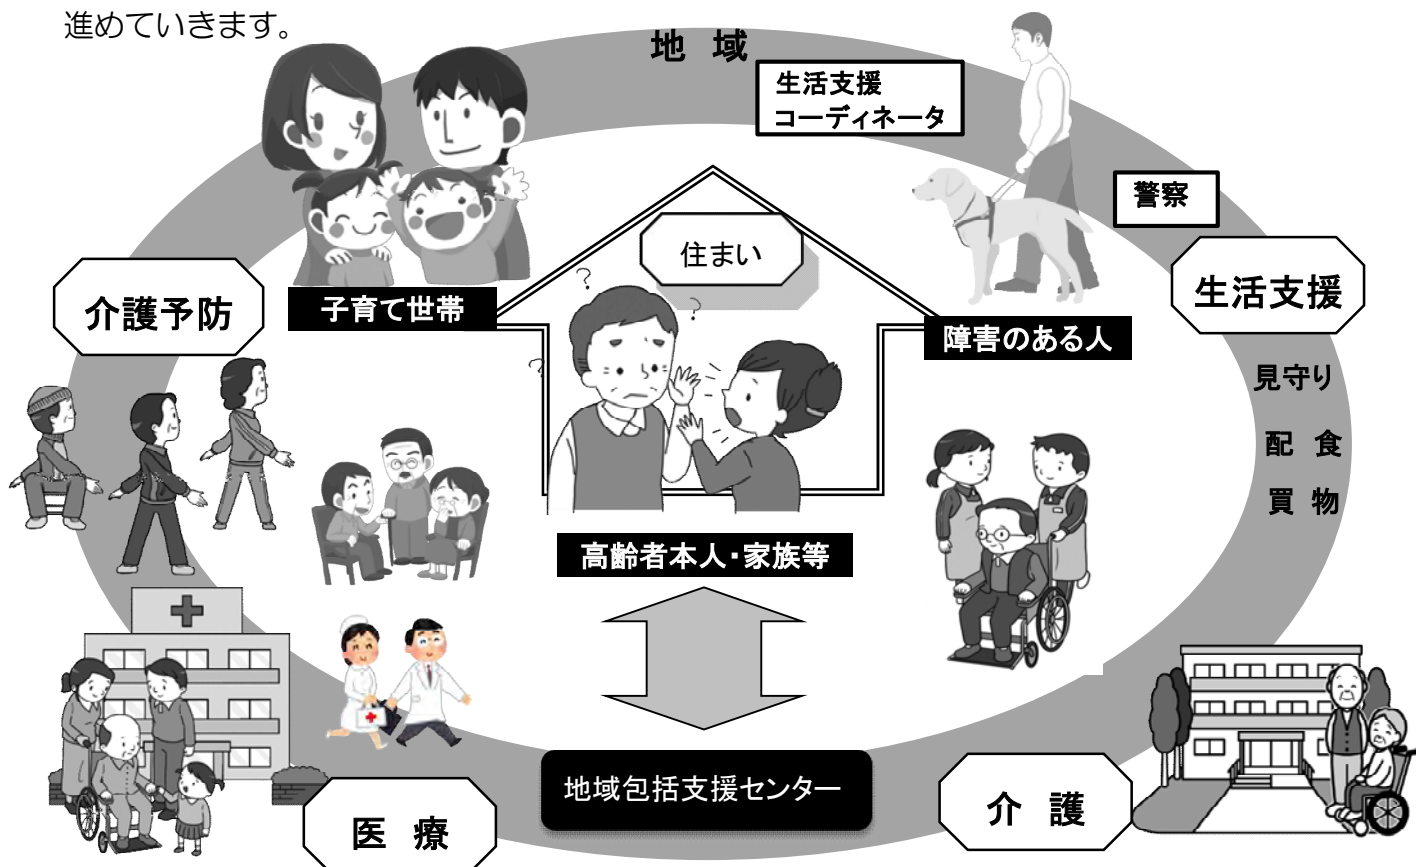 進めていきます。
地 域
生活支援
コーディネータ
警察
住まい
生活支援
介護予防
子育て世帯
障害のある人
見守り
配 食
買 物
? ? ? ?
高齢者本人・家族等
地域包括支援センター
介 護
医 療